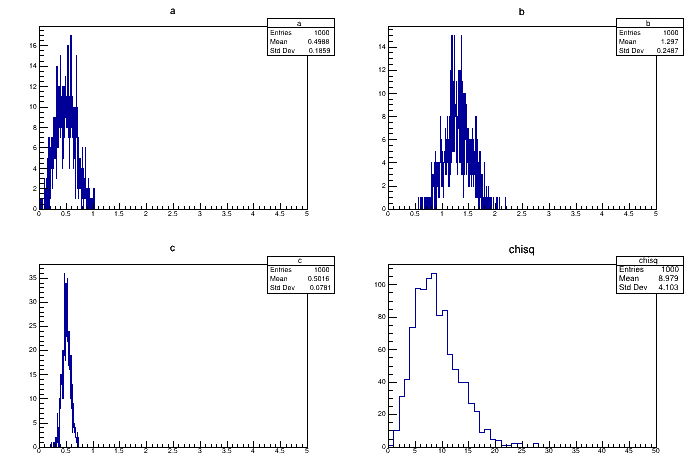 a
a
Entries 1000
Mean 0.4988
Std Dev 0.1859
16
14
12
10
8
6
4
2
0
0 0.5 1 1.5 2 2.5 3 3.5 4 4.5 5
b
b
Entries 1000
Mean 1.297
Std Dev 0.2487
14
12
10
8
6
4
2
0
0 0.5 1 1.5 2 2.5 3 3.5 4 4.5 5
c
c
Entries 1000
Mean 0.5016
Std Dev 0.0781
35
30
25
20
15
10
5
0
0 0.5 1 1.5 2 2.5 3 3.5 4 4.5 5
chisq
chisq
Entries 1000
Mean 8.979
Std Dev 4.103
100
80
60
40
20
0
0 5 10 15 20 25 30 35 40 45 50